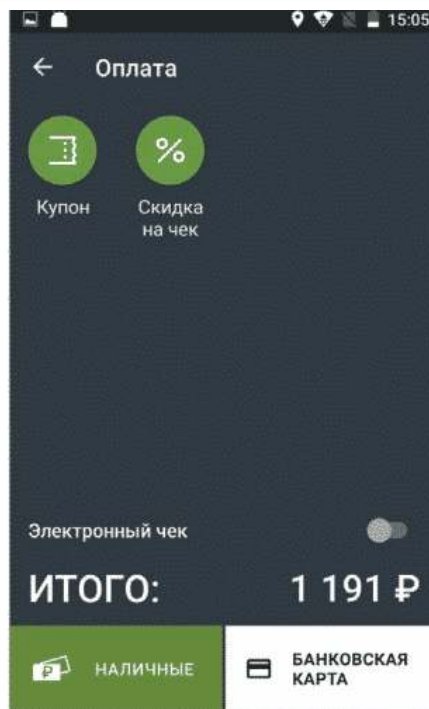 15:05
Оплата
Купон
Скидка
на чек
Электронный чек
ИТОГО: 1 191 ₽
НАЛИЧНЫЕ
БАНКОВСКАЯ
КАРТА